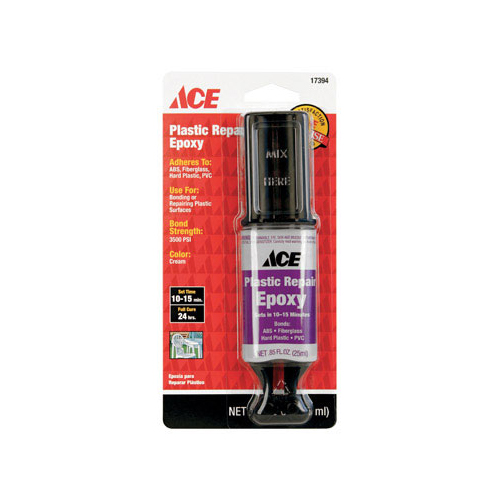 17394
ACE
Plastic Repair
Epoxy
Adheres To:
ABS, Fiberglass,
Hard Plastic, PVC
Use For:
Bonding or
Repairing Plastic
Surfaces
Bond
Strength:
3500 PSI
Color:
Cream
Set Time
10-15 min.
Full Cure
24 hrs.
Epoxia para
Reparar Plástico
SATISFACTION
MIX
HERE
ACE
Plastic Repair
Epoxy
Sets in 10-15 Minutes
Bonds:
ABS • Fiberglass
Hard Plastic • PVC
NET .85 FL.OZ. (25ml)
NET